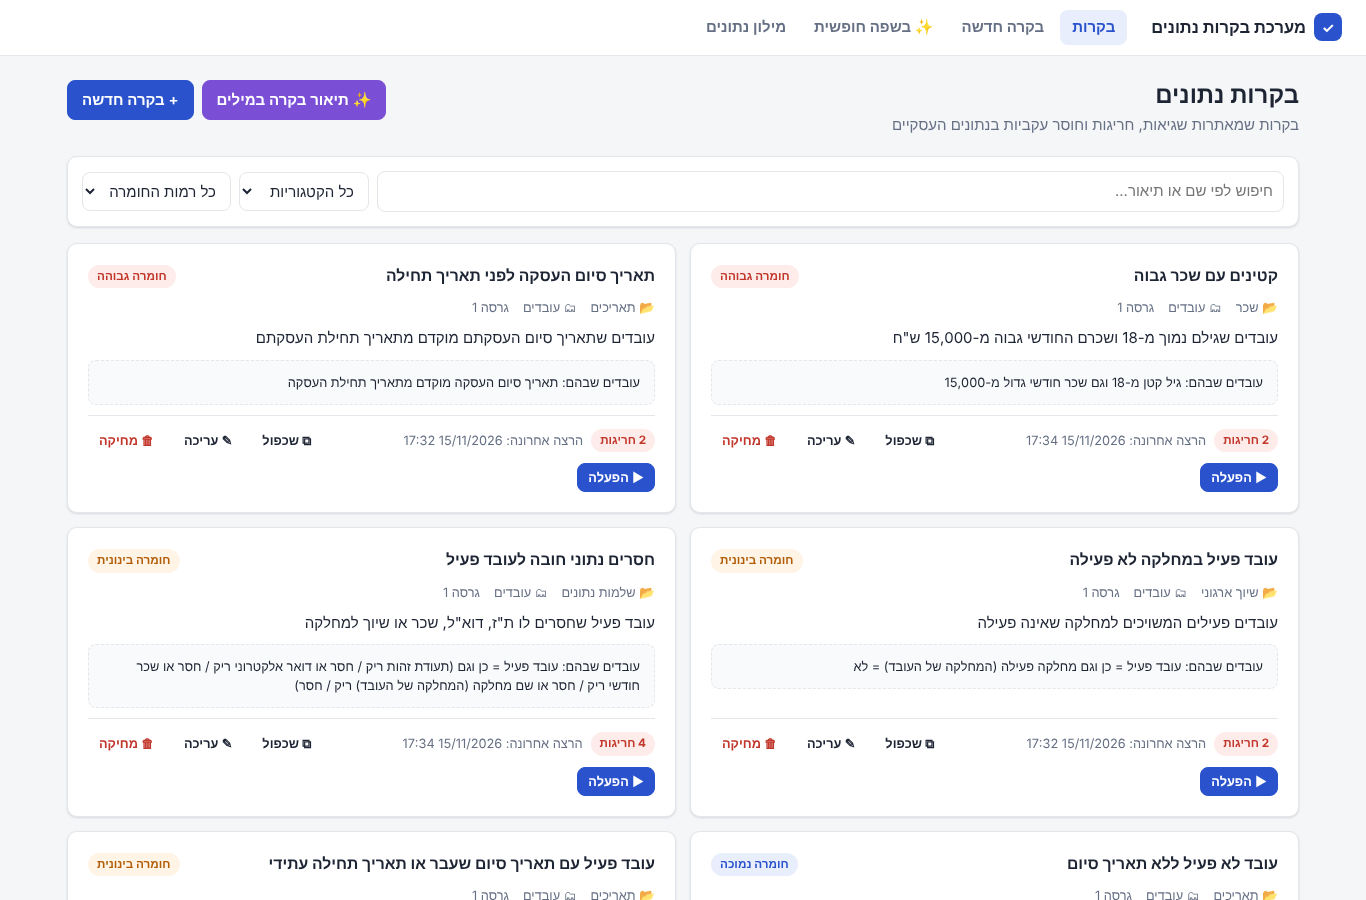 מערכת בקרות נתונים
בקרות
בקרה חדשה
✨ בשפה חופשית
מילון נתונים
בקרות נתונים
בקרות שמאתרות שגיאות, חריגות וחוסר עקביות בנתונים העסקיים
✨ תיאור בקרה במילים
+ בקרה חדשה
חיפוש לפי שם או תיאור...
כל הקטגוריות
כל רמות החומרה
קטינים עם שכר גבוה
חומרה גבוהה
📂 שכר 🗂 עובדים גרסה 1
עובדים שגילם נמוך מ-18 ושכרם החודשי גבוה מ-15,000 ש"ח
עובדים שבהם: גיל קטן מ-18 וגם שכר חודשי גדול מ-15,000
2 חריגות
הרצה אחרונה: 15/11/2026 17:34
⧉ שכפול
✎ עריכה
🗑 מחיקה
▶ הפעלה
תאריך סיום העסקה לפני תאריך תחילה
חומרה גבוהה
📂 תאריכים 🗂 עובדים גרסה 1
עובדים שתאריך סיום העסקתם מוקדם מתאריך תחילת העסקתם
עובדים שבהם: תאריך סיום העסקה מוקדם מתאריך תחילת העסקה
2 חריגות
הרצה אחרונה: 15/11/2026 17:32
⧉ שכפול
✎ עריכה
🗑 מחיקה
▶ הפעלה
עובד פעיל במחלקה לא פעילה
חומרה בינונית
📂 שיוך ארגוני 🗂 עובדים גרסה 1
עובדים פעילים המשויכים למחלקה שאינה פעילה
עובדים שבהם: עובד פעיל = כן וגם מחלקה פעילה (המחלקה של העובד) = לא
2 חריגות
הרצה אחרונה: 15/11/2026 17:32
⧉ שכפול
✎ עריכה
🗑 מחיקה
▶ הפעלה
חסרים נתוני חובה לעובד פעיל
חומרה בינונית
📂 שלמות נתונים 🗂 עובדים גרסה 1
עובד פעיל שחסרים לו ת"ז, דוא"ל, שכר או שיוך למחלקה
עובדים שבהם: עובד פעיל = כן וגם (תעודת זהות ריק / חסר או דואר אלקטרוני ריק / חסר או שכר
חודשי ריק / חסר או שם מחלקה (המחלקה של העובד) ריק / חסר)
4 חריגות
הרצה אחרונה: 15/11/2026 17:34
⧉ שכפול
✎ עריכה
🗑 מחיקה
▶ הפעלה
עובד לא פעיל ללא תאריך סיום
חומרה נמוכה
📂 תאריכים 🗂 עובדים גרסה 1
עובד פעיל עם תאריך סיום שעבר או תאריך תחילה עתידי
חומרה בינונית
📂 תאריכים 🗂 עובדים גרסה 1